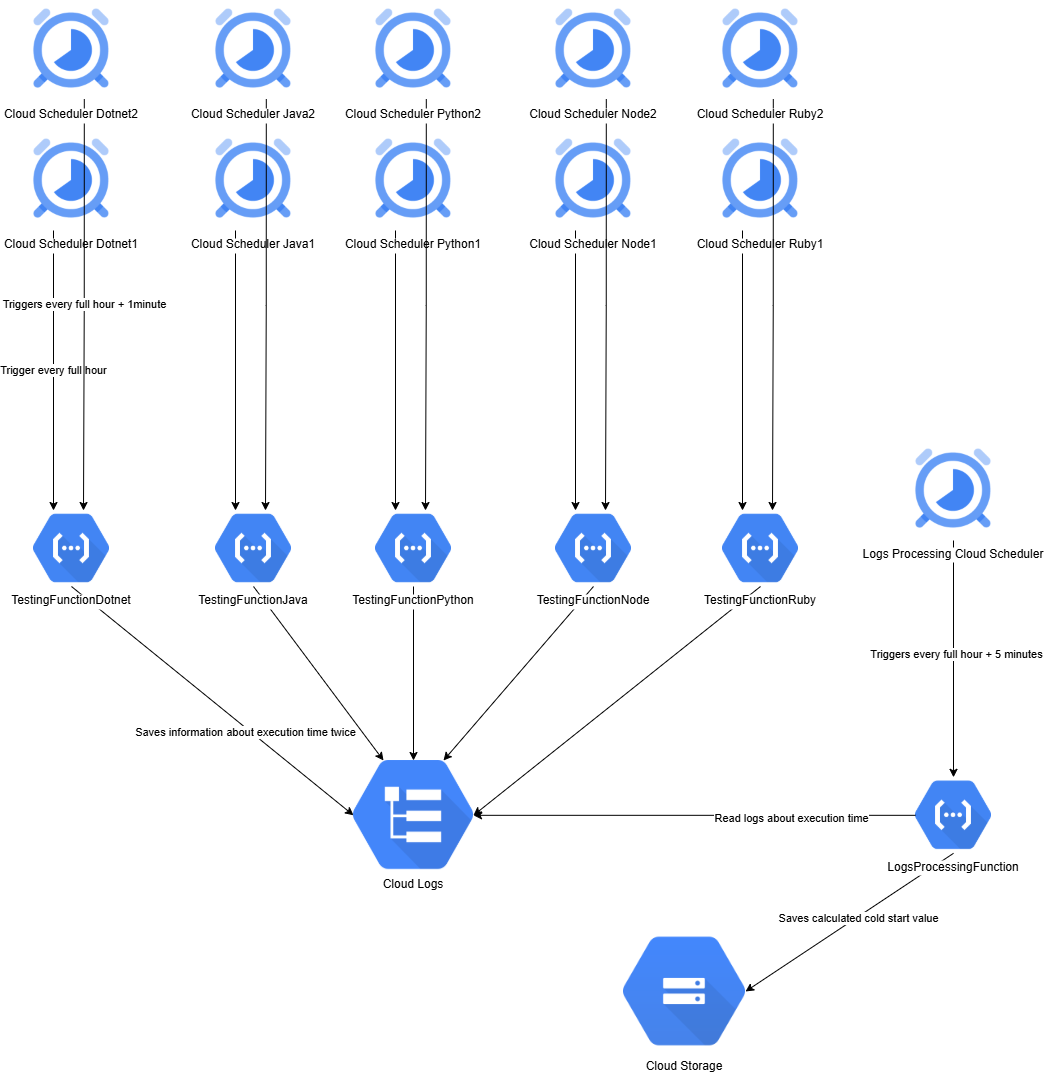 Cloud Scheduler Dotnet2
Cloud Scheduler Java2
Cloud Scheduler Python2
Cloud Scheduler Node2
Cloud Scheduler Ruby2
Cloud Scheduler Dotnet1
Cloud Scheduler Java1
Cloud Scheduler Python1
Cloud Scheduler Node1
Cloud Scheduler Ruby1
Triggers every full hour + 1minute
Trigger every full hour
Logs Processing Cloud Scheduler
TestingFunctionDotnet
TestingFunctionJava
TestingFunctionPython
TestingFunctionNode
TestingFunctionRuby
Triggers every full hour + 5 minutes
Saves information about execution time twice
Read logs about execution time
LogsProcessingFunction
Cloud Logs
Saves calculated cold start value
Cloud Storage